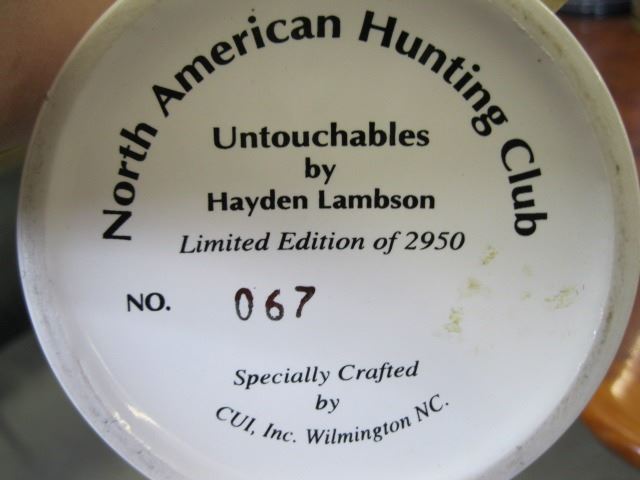 North American Hunting Club
Untouchables
by
Hayden Lambson
Limited Edition of 2950
NO. 067
Specially Crafted
by
CUI, Inc. Wilmington NC.